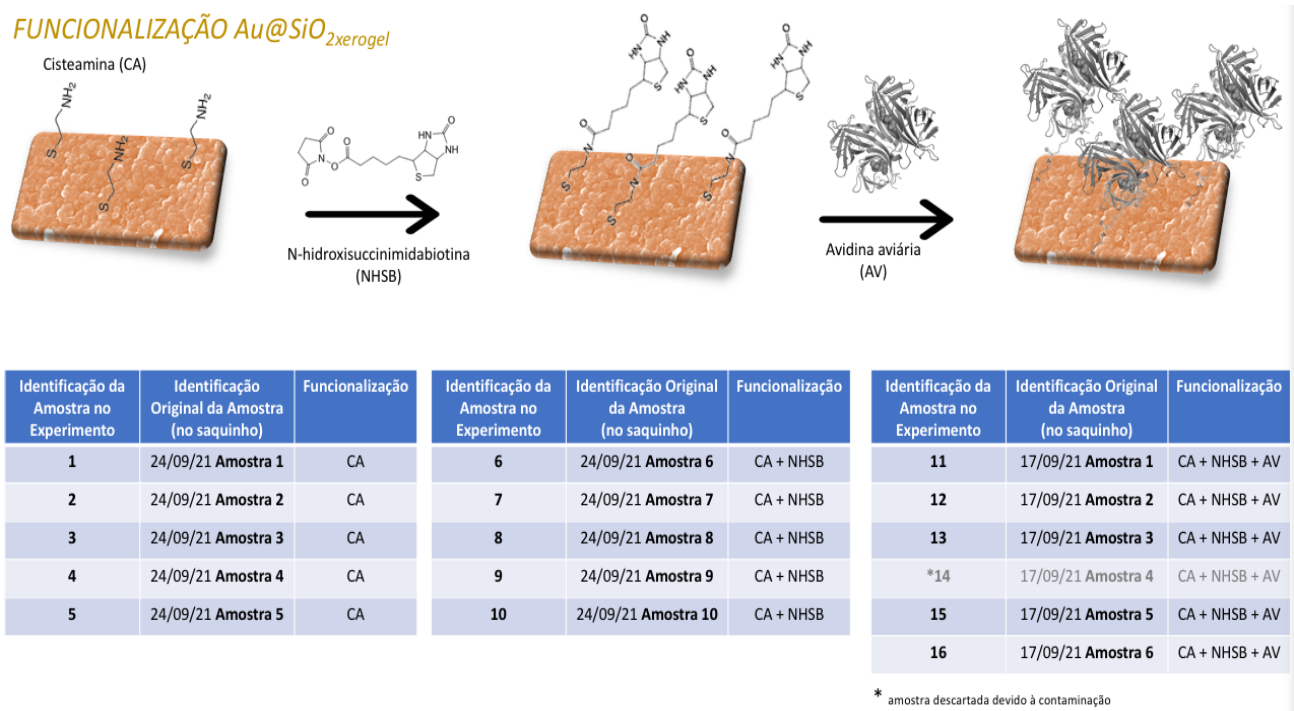 FUNCIONALIZAÇÃO Au@SiO2xerogel
Cisteamina (CA)
NH2
NH2
NH2
S
S
S
O
N
O
O
O
O
HN
NH
S
N-hidroxisuccinimidabiotina
(NHSB)
O
HN
NH
S
O
N
S
O
HN
NH
S
O
N
S
O
HN
NH
S
O
N
S
Avidina aviária
(AV)
Identificação da Amostra no Experimento
Identificação Original da Amostra (no saquinho)
Funcionalização
1 24/09/21 Amostra 1 CA
2 24/09/21 Amostra 2 CA
3 24/09/21 Amostra 3 CA
4 24/09/21 Amostra 4 CA
5 24/09/21 Amostra 5 CA
Identificação da Amostra no Experimento
Identificação Original da Amostra (no saquinho)
Funcionalização
6 24/09/21 Amostra 6 CA + NHSB
7 24/09/21 Amostra 7 CA + NHSB
8 24/09/21 Amostra 8 CA + NHSB
9 24/09/21 Amostra 9 CA + NHSB
10 24/09/21 Amostra 10 CA + NHSB
Identificação da Amostra no Experimento
Identificação Original da Amostra (no saquinho)
Funcionalização
11 17/09/21 Amostra 1 CA + NHSB + AV
12 17/09/21 Amostra 2 CA + NHSB + AV
13 17/09/21 Amostra 3 CA + NHSB + AV
*14 17/09/21 Amostra 4 CA + NHSB + AV
15 17/09/21 Amostra 5 CA + NHSB + AV
16 17/09/21 Amostra 6 CA + NHSB + AV
* amostra descartada devido à contaminação